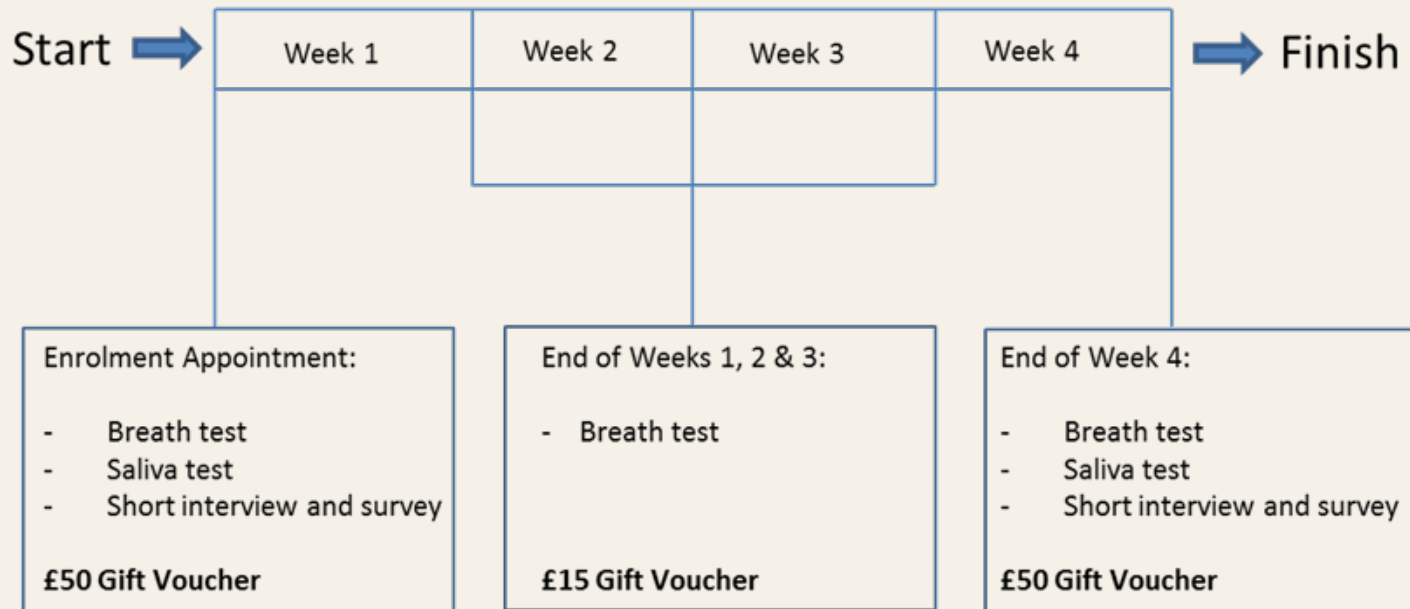 Start
Week 1
Week 2
Week 3
Week 4
Finish
Enrolment Appointment:
- Breath test
- Saliva test
- Short interview and survey
£50 Gift Voucher
End of Weeks 1, 2 & 3:
- Breath test
£15 Gift Voucher
End of Week 4:
- Breath test
- Saliva test
- Short interview and survey
£50 Gift Voucher